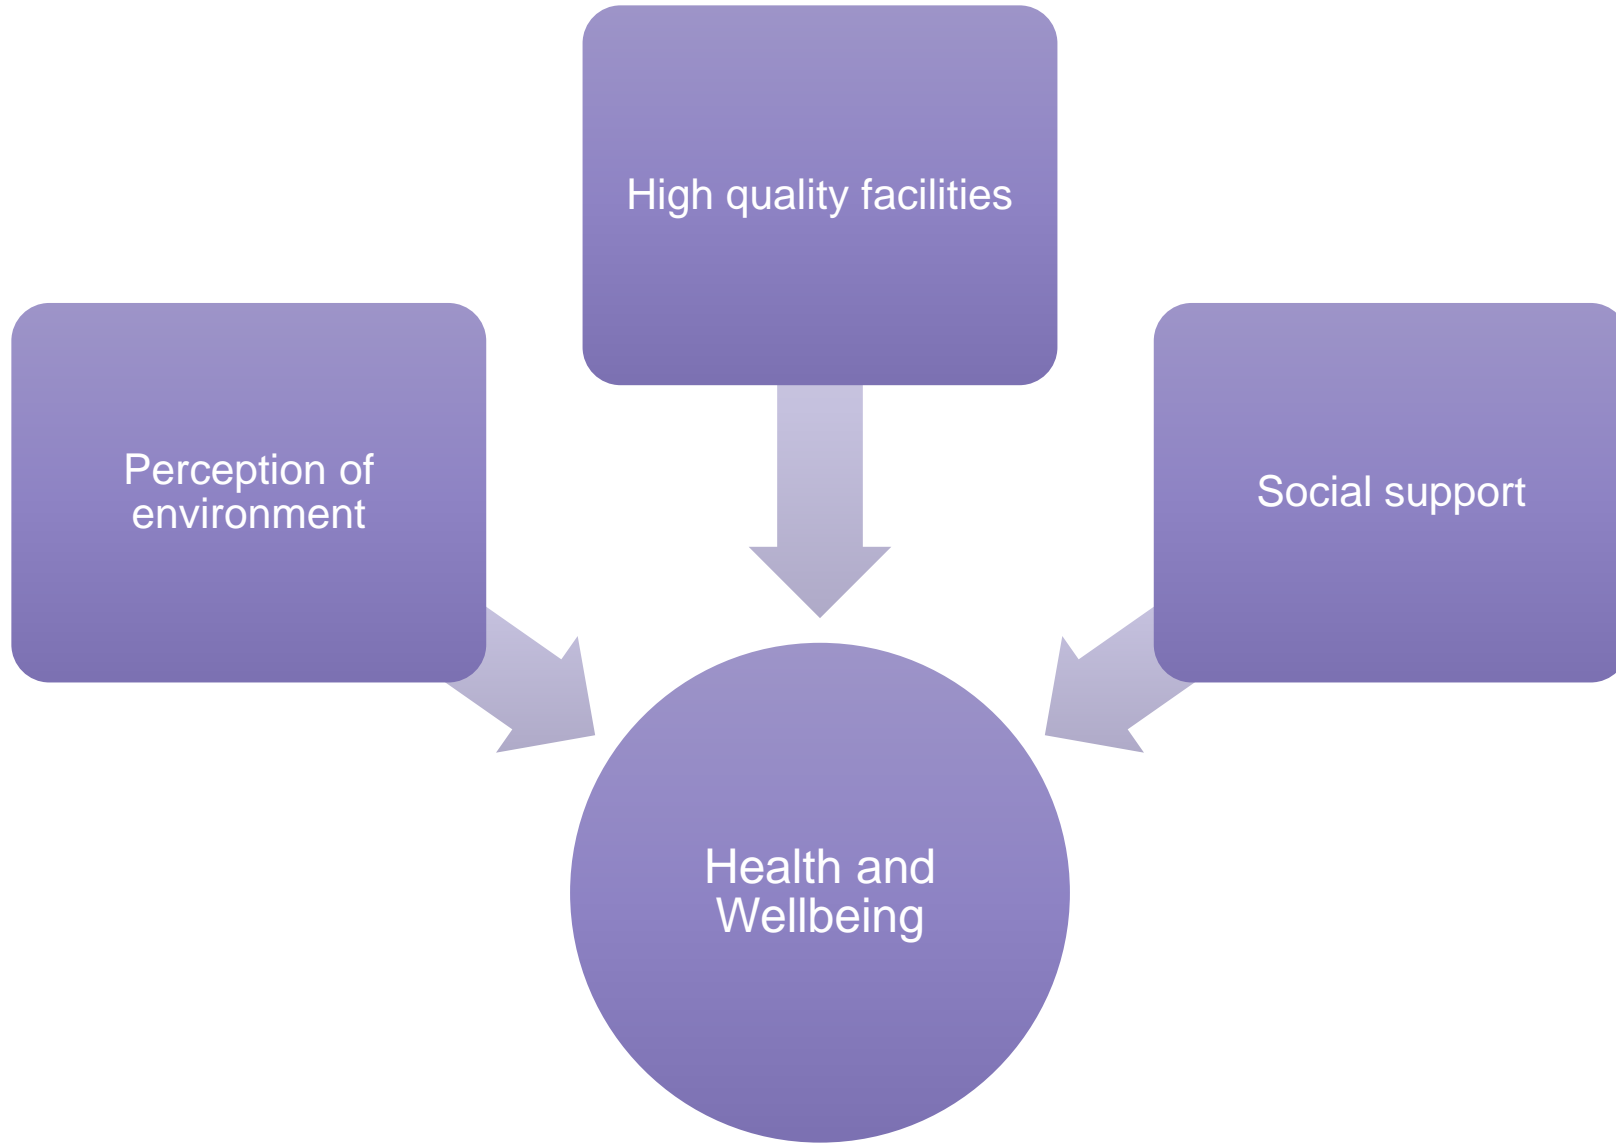 High quality facilities
Perception of
environment
Social support
Health and
Wellbeing